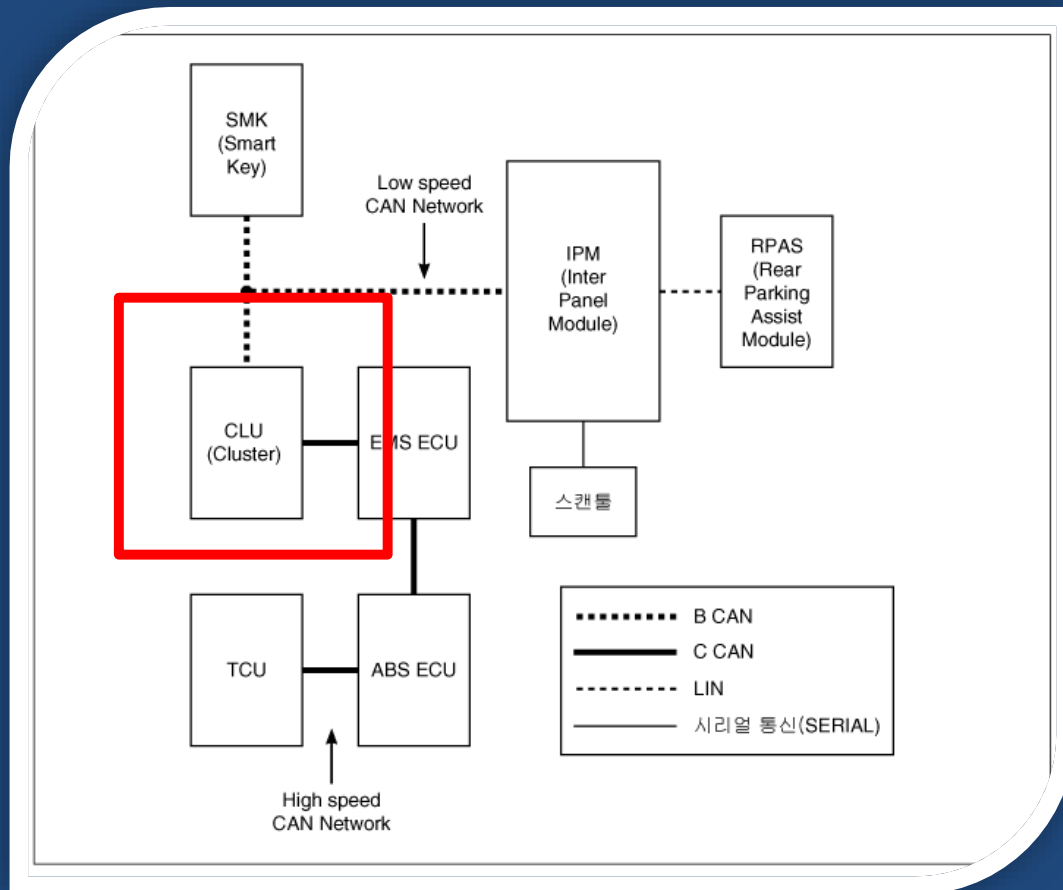 SMK
(Smart
Key)
Low speed
CAN Network
IPM
(Inter
Panel
Module)
RPAS
(Rear
Parking
Assist
Module)
CLU
(Cluster)
EMS ECU
스캔툴
TCU
ABS ECU
B CAN
C CAN
LIN
시리얼 통신(SERIAL)
High speed
CAN Network